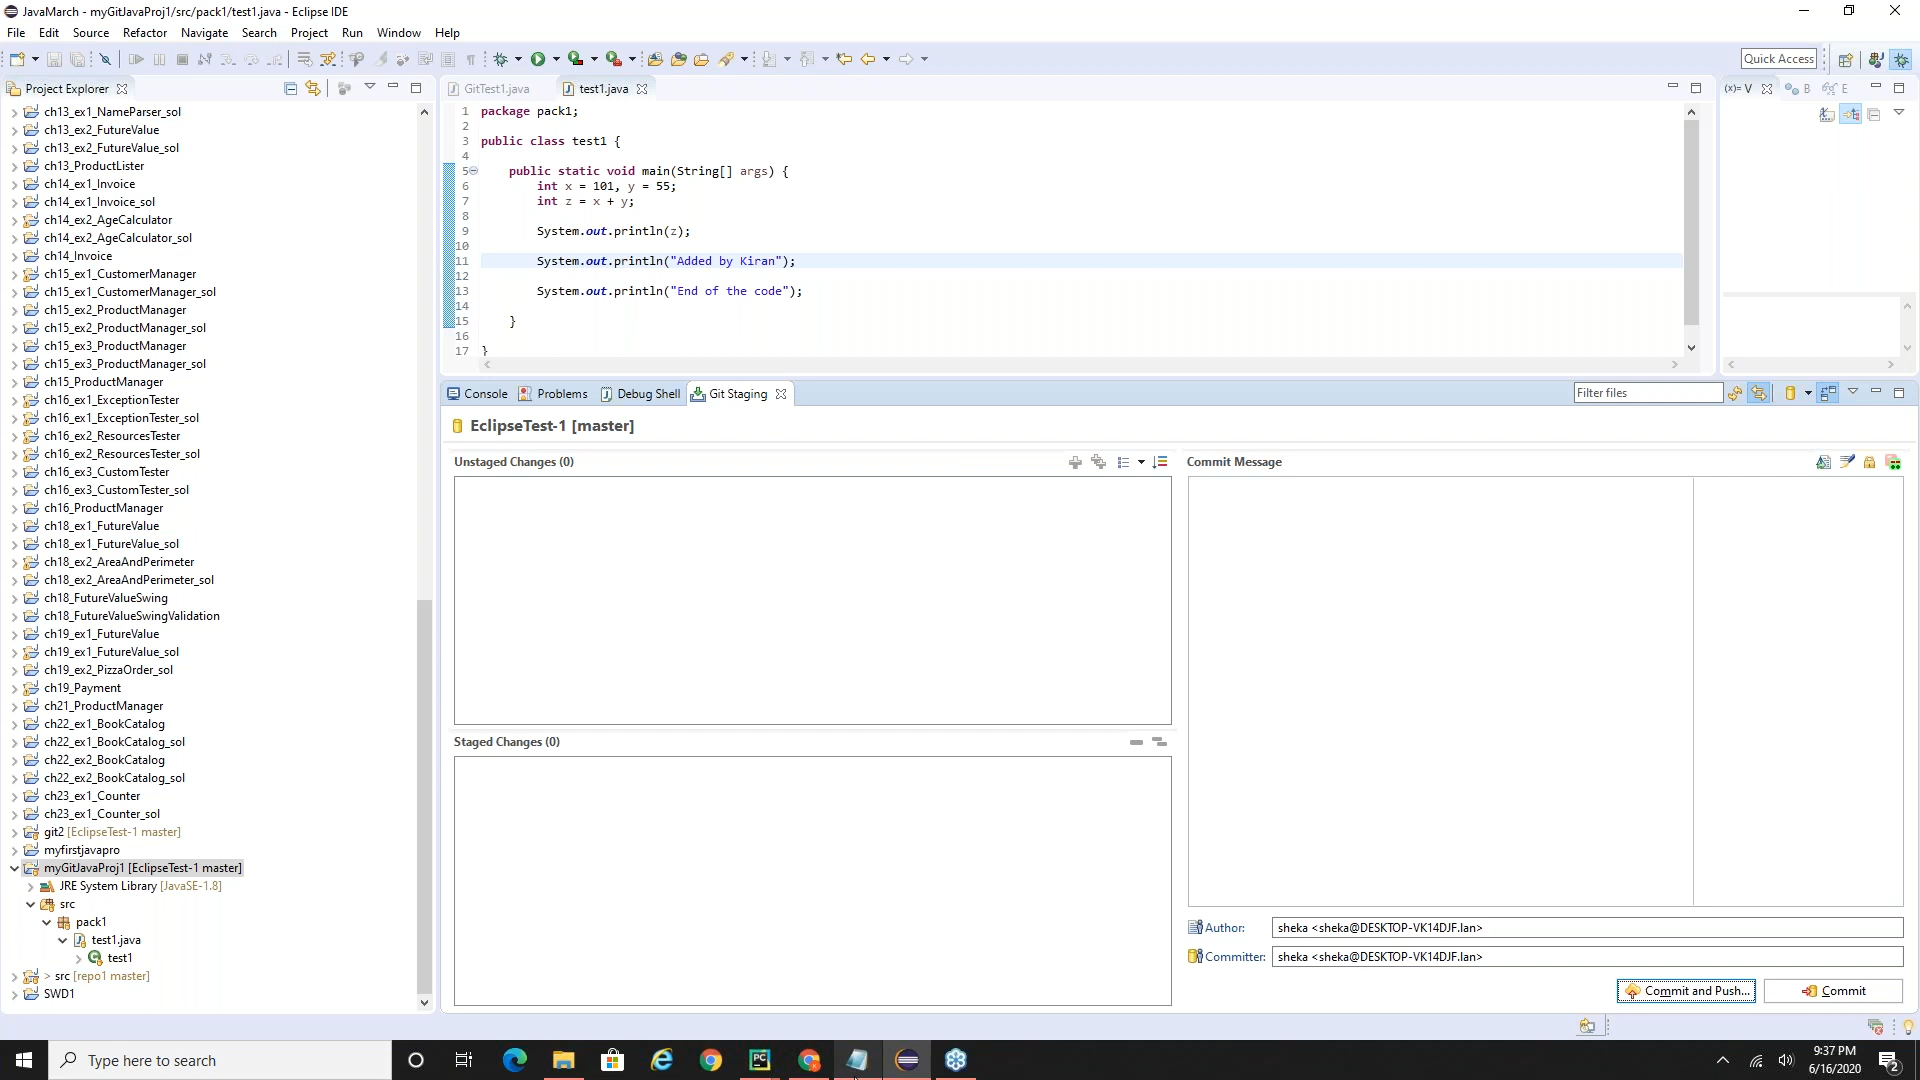 JavaMarch - myGitJavaProj1/src/pack1/test1.java - Eclipse IDE
File Edit Source Refactor Navigate Search Project Run Window Help
Quick Access
Project Explorer
ch13_ex1_NameParser_sol
ch13_ex2_FutureValue
ch13_ex2_FutureValue_sol
ch13_ProductLister
ch14_ex1_Invoice
ch14_ex1_Invoice_sol
ch14_ex2_AgeCalculator
ch14_ex2_AgeCalculator_sol
ch14_Invoice
ch15_ex1_CustomerManager
ch15_ex1_CustomerManager_sol
ch15_ex2_ProductManager
ch15_ex2_ProductManager_sol
ch15_ex3_ProductManager
ch15_ex3_ProductManager_sol
ch15_ProductManager
ch16_ex1_ExceptionTester
ch16_ex1_ExceptionTester_sol
ch16_ex2_ResourcesTester
ch16_ex2_ResourcesTester_sol
ch16_ex3_CustomTester
ch16_ex3_CustomTester_sol
ch16_ProductManager
ch18_ex1_FutureValue
ch18_ex1_FutureValue_sol
ch18_ex2_AreaAndPerimeter
ch18_ex2_AreaAndPerimeter_sol
ch18_FutureValueSwing
ch18_FutureValueSwingValidation
ch19_ex1_FutureValue
ch19_ex1_FutureValue_sol
ch19_ex2_PizzaOrder_sol
ch19_Payment
ch21_ProductManager
ch22_ex1_BookCatalog
ch22_ex1_BookCatalog_sol
ch22_ex2_BookCatalog
ch22_ex2_BookCatalog_sol
ch23_ex1_Counter
ch23_ex1_Counter_sol
git2 [EclipseTest-1 master]
myfirstjavapro
myGitJavaProj1 [EclipseTest-1 master]
JRE System Library [JavaSE-1.8]
src
pack1
test1.java
test1
> src [repo1 master]
SWD1
GitTest1.java test1.java
1 package pack1;
2
3 public class test1 {
4
5 public static void main(String[] args) {
6 int x = 101, y = 55;
7 int z = x + y;
8
9 System.out.println(z);
10
11 System.out.println("Added by Kiran");
12
13 System.out.println("End of the code");
14
15 }
16
17 }
(x)= V B E
Console Problems Debug Shell Git Staging
Filter files
EclipseTest-1 [master]
Unstaged Changes (0)
Staged Changes (0)
Commit Message
Author: sheka <sheka@DESKTOP-VK14DJF.lan>
Committer: sheka <sheka@DESKTOP-VK14DJF.lan>
Commit and Push... Commit
Type here to search
PC
9:37 PM
6/16/2020
2